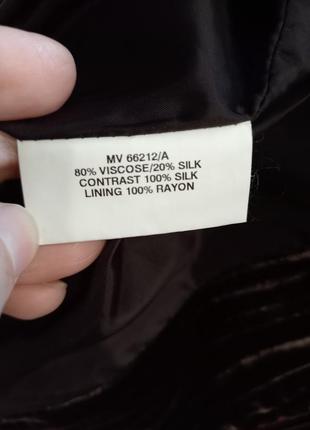 MV 66212/A
80% VISCOSE/20% SILK
CONTRAST 100% SILK
LINING 100% RAYON